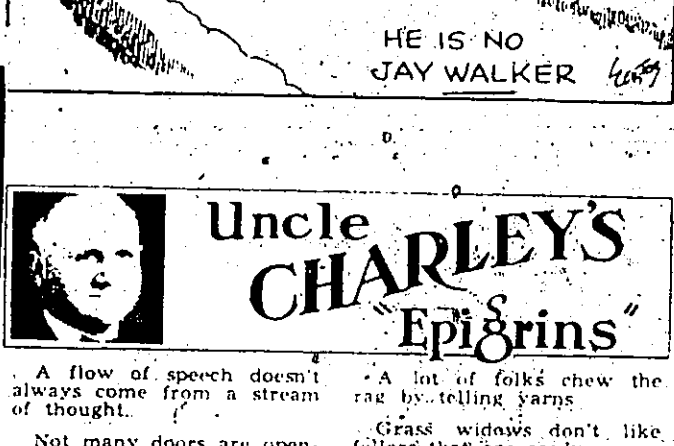 HE IS NO
JAY WALKER
Uncle
CHARLEY'S
"Epigrins"
A flow of speech doesn't
always come from a stream
of thought.
Not many doors are open-
A lot of folks chew the
rag by telling yarns
Grass widows don't like